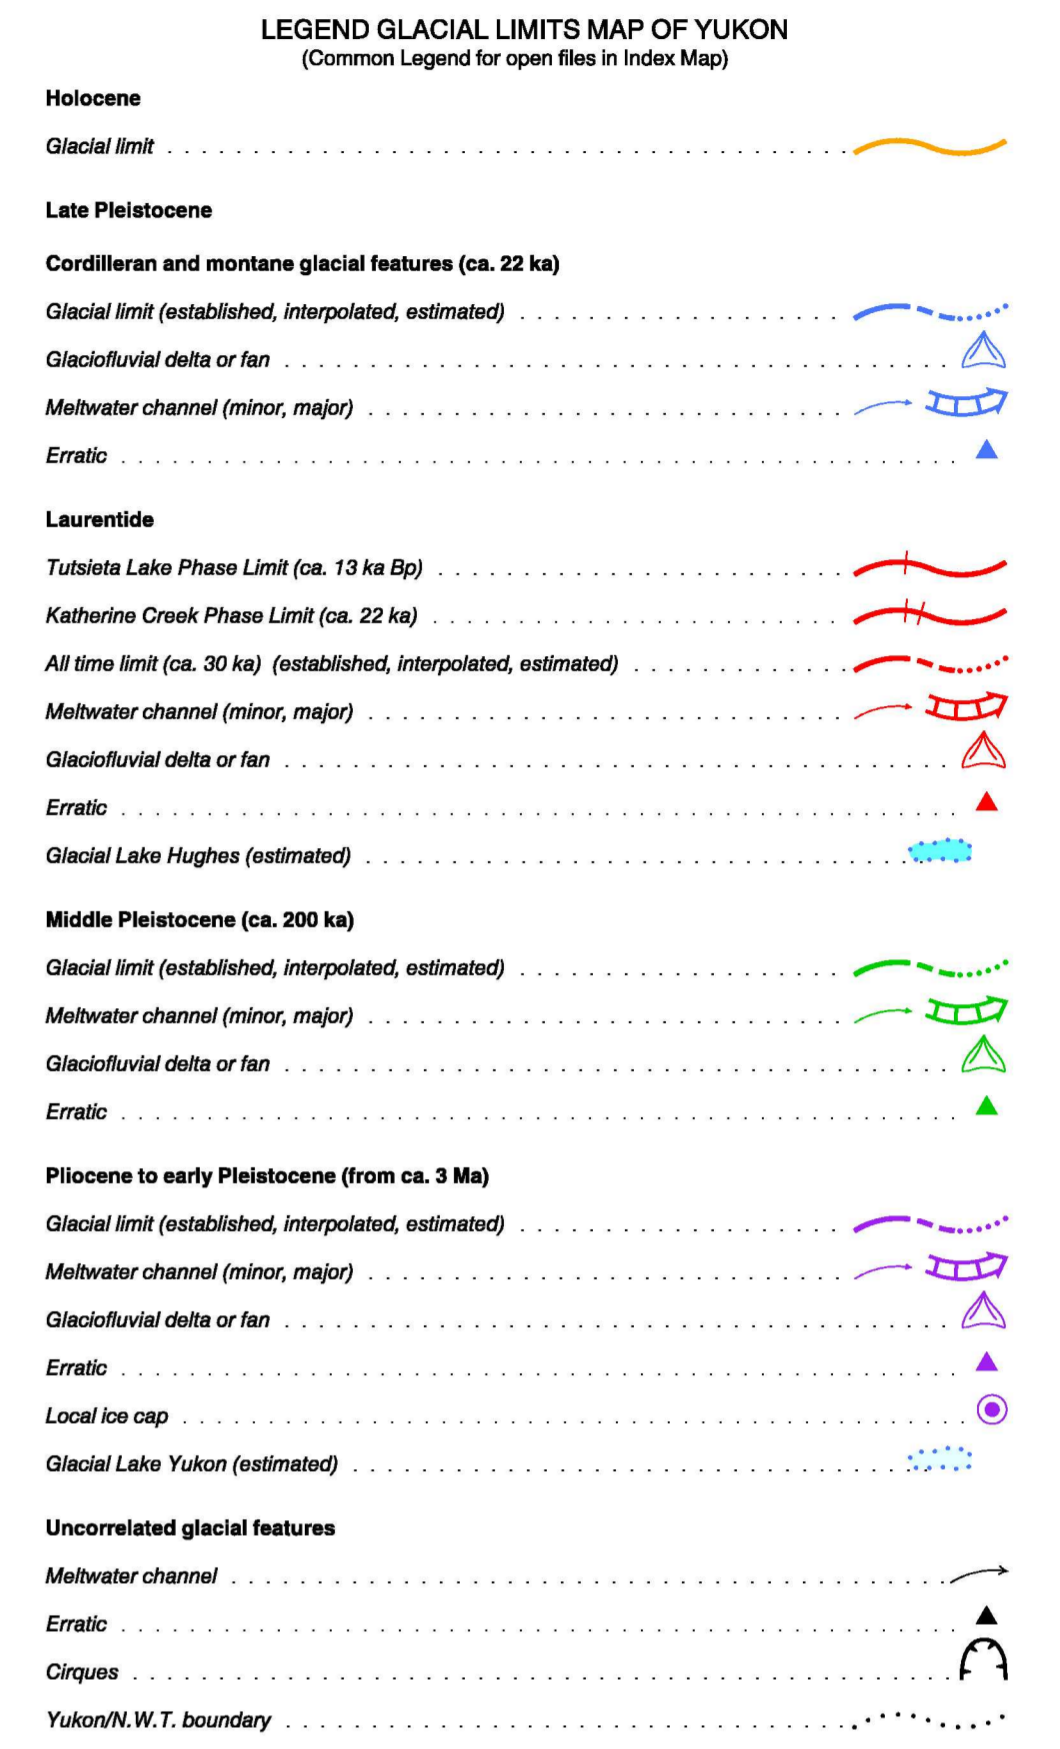 LEGEND GLACIAL LIMITS MAP OF YUKON
(Common Legend for open files in Index Map)
Holocene
Glacial limit
Late Pleistocene
Cordilleran and montane glacial features (ca. 22 ka)
Glacial limit (established, interpolated, estimated)
Glaciofluvial delta or fan
Meltwater channel (minor, major)
Erratic
Laurentide
Tutsieta Lake Phase Limit (ca. 13 ka Bp)
Katherine Creek Phase Limit (ca. 22 ka)
All time limit (ca. 30 ka) (established, interpolated, estimated)
Meltwater channel (minor, major)
Glaciofluvial delta or fan
Erratic
Glacial Lake Hughes (estimated)
Middle Pleistocene (ca. 200 ka)
Glacial limit (established, interpolated, estimated)
Meltwater channel (minor, major)
Glaciofluvial delta or fan
Erratic
Pliocene to early Pleistocene (from ca. 3 Ma)
Glacial limit (established, interpolated, estimated)
Meltwater channel (minor, major)
Glaciofluvial delta or fan
Erratic
Local ice cap
Glacial Lake Yukon (estimated)
Uncorrelated glacial features
Meltwater channel
Erratic
Cirques
Yukon/N.W.T. boundary